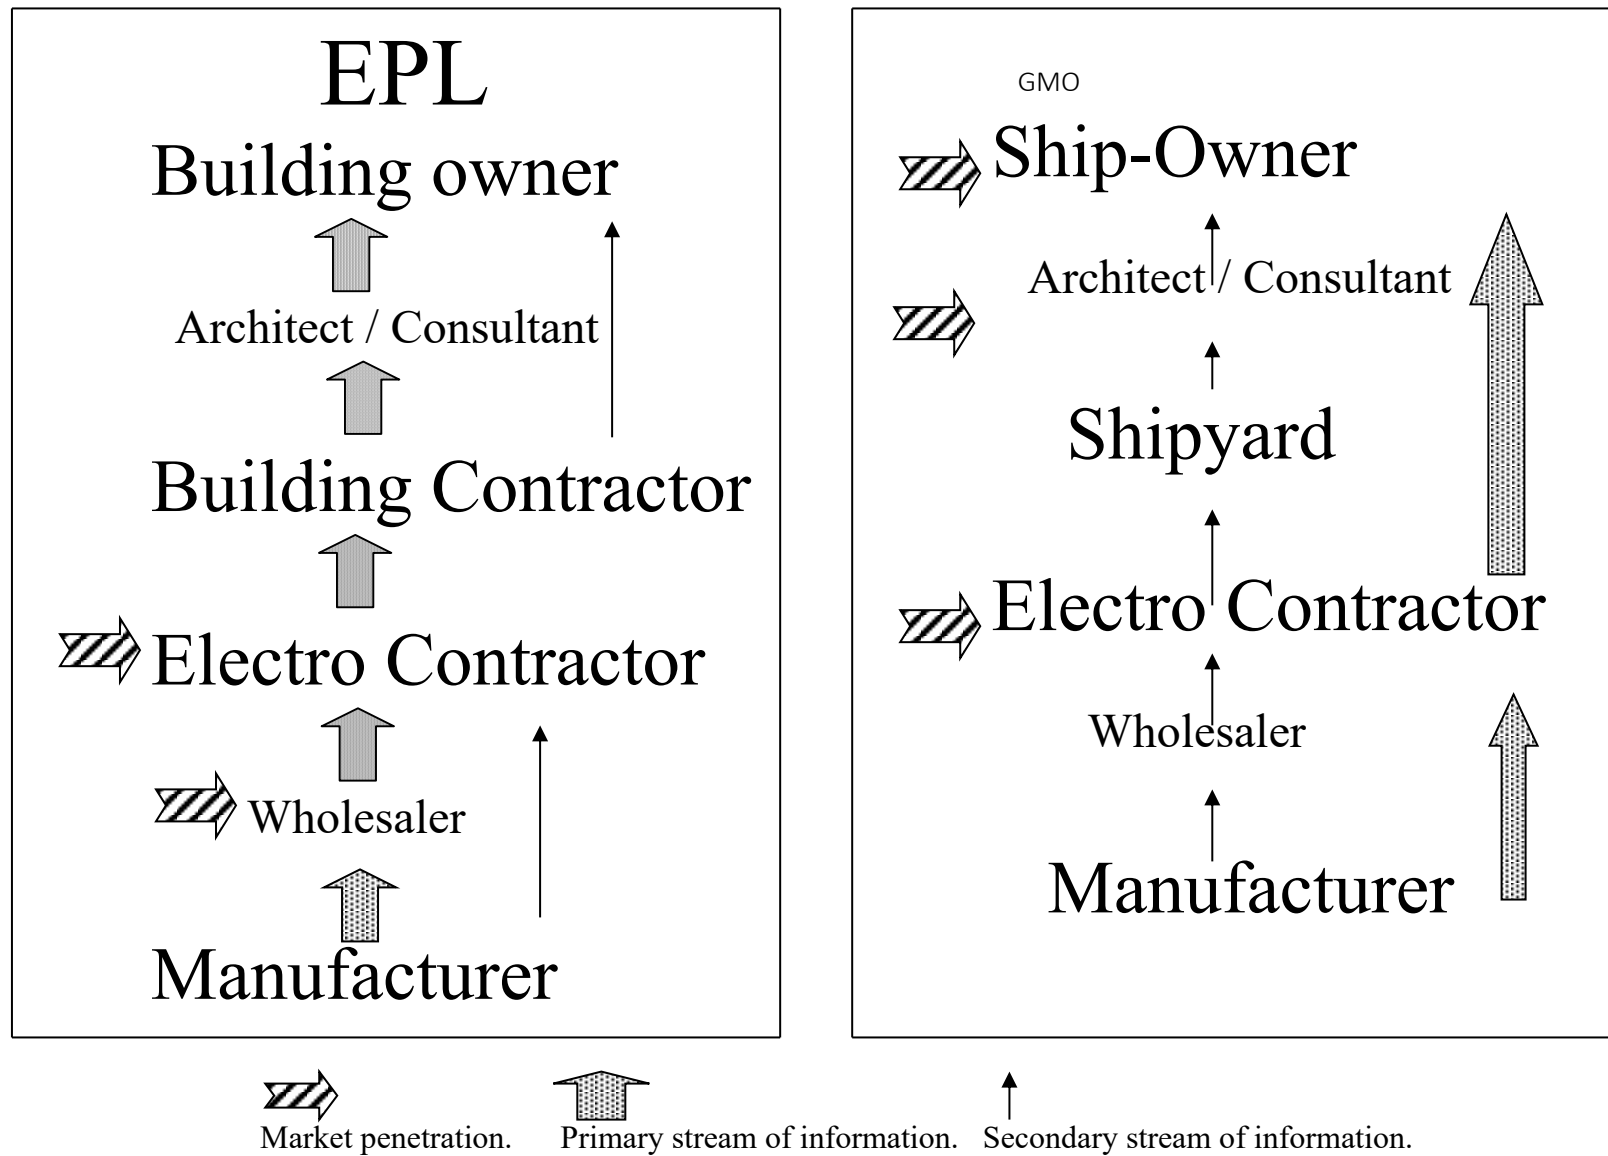 EPL
Building owner
Architect / Consultant
Building Contractor
Electro Contractor
Wholesaler
Manufacturer
GMO
Ship-Owner
Architect / Consultant
Shipyard
Electro Contractor
Wholesaler
Manufacturer
Market penetration.
Primary stream of information.
Secondary stream of information.